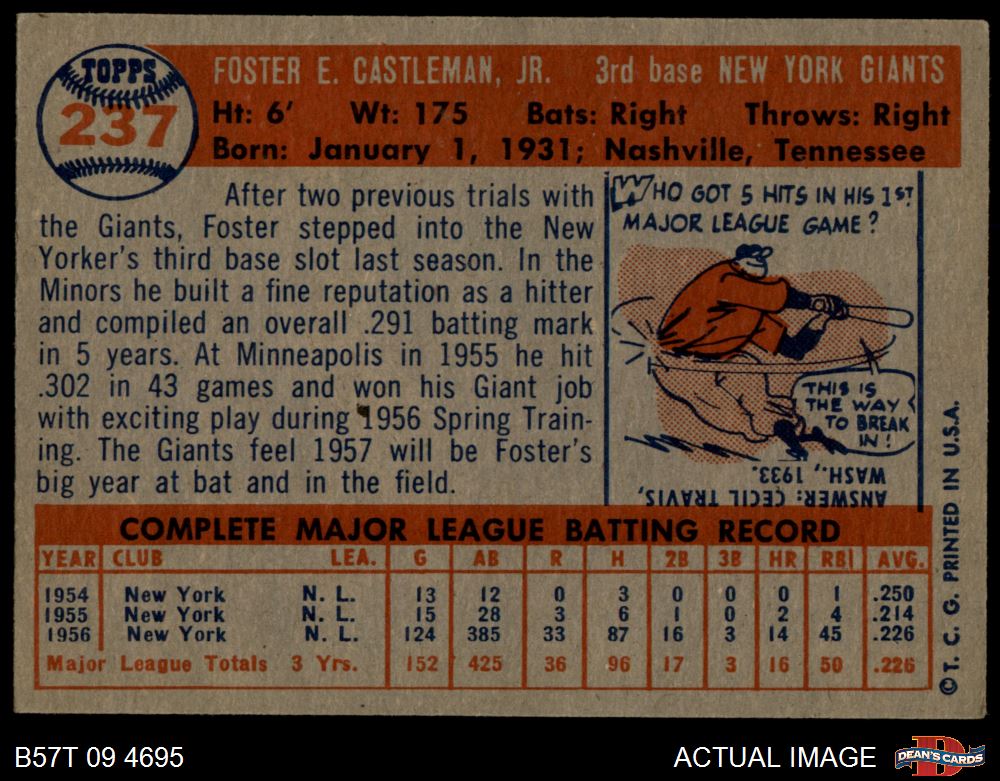 TOPPS
237
FOSTER E. CASTLEMAN, JR. 3rd base NEW YORK GIANTS
Ht: 6' Wt: 175 Bats: Right Throws: Right
Born: January 1, 1931; Nashville, Tennessee
After two previous trials with
the Giants, Foster stepped into the New
Yorker's third base slot last season. In the
Minors he built a fine reputation as a hitter
and compiled an overall .291 batting mark
in 5 years. At Minneapolis in 1955 he hit
.302 in 43 games and won his Giant job
with exciting play during 1956 Spring Train-
ing. The Giants feel 1957 will be Foster's
big year at bat and in the field.
WHO GOT 5 HITS IN HIS 1ST
MAJOR LEAGUE GAME?
THIS IS
THE WAY
TO BREAK
IN!
ANSWER: CECIL TRAVIS,
WASH., 1933.
COMPLETE MAJOR LEAGUE BATTING RECORD
YEAR CLUB LEA. G AB R H 2B 3B HR RBI AVG.
1954 New York N. L. 13 12 0 3 0 0 0 1 .250
1955 New York N. L. 15 28 3 6 1 0 2 4 .214
1956 New York N. L. 124 385 33 87 16 3 14 45 .226
Major League Totals 3 Yrs. 152 425 36 96 17 3 16 50 .226
©T. C. G. PRINTED IN U.S.A.
B57T 09 4695
ACTUAL IMAGE
DEAN'S CARDS